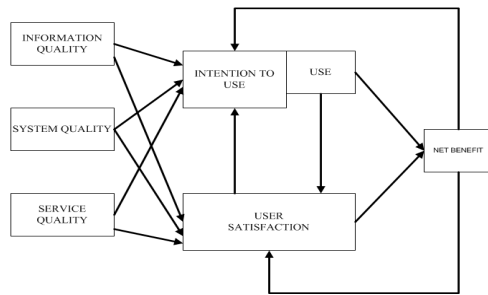 INFORMATION
QUALITY
INTENTION TO
USE
USE
SYSTEM QUALITY
NET BENEFIT
SERVICE
QUALITY
USER
SATISFACTION